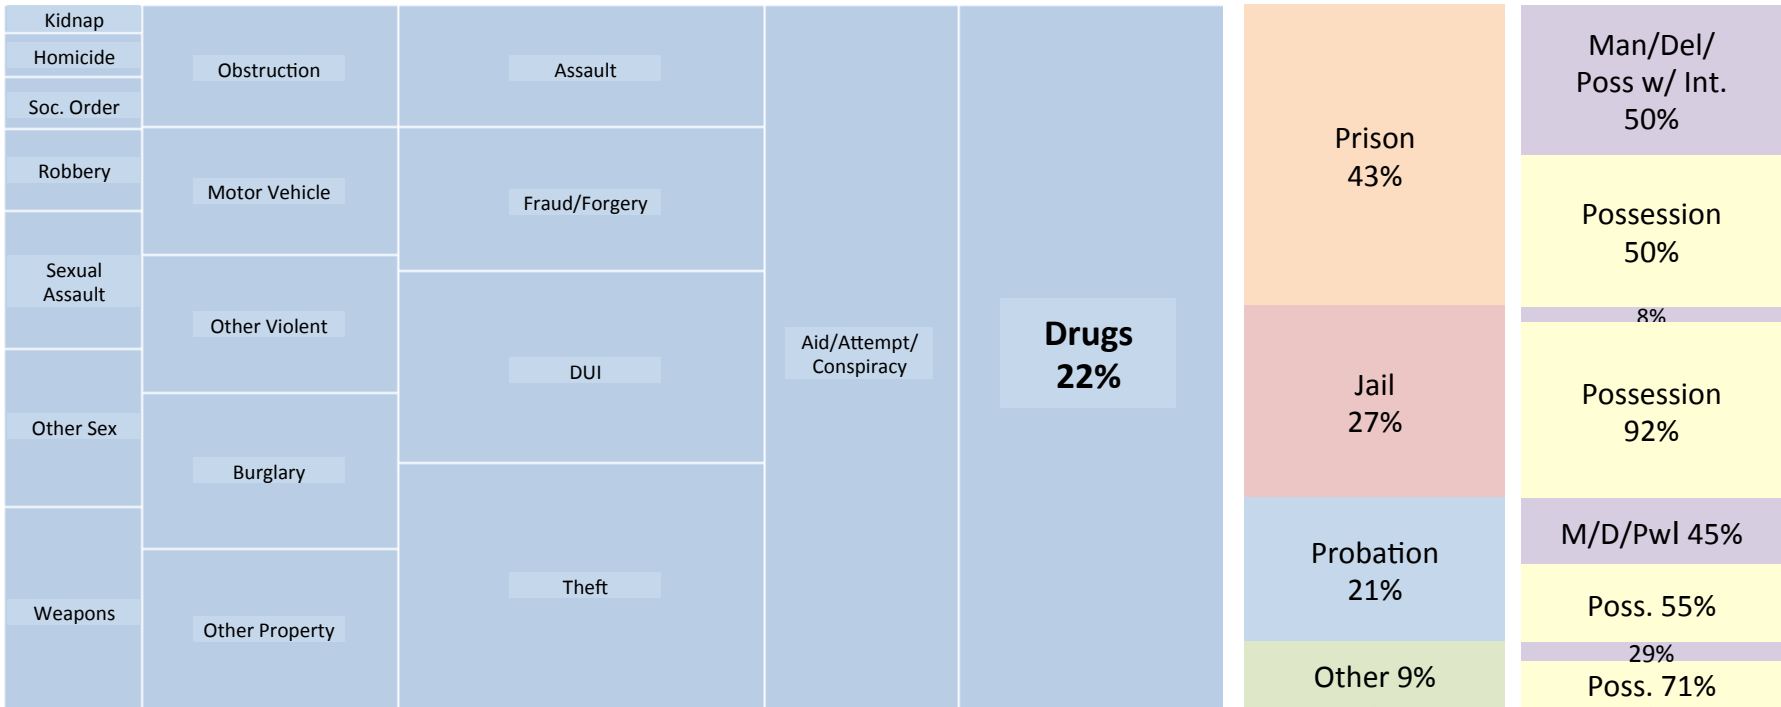 Kidnap
Homicide
Soc. Order
Robbery
Sexual
Assault
Other Sex
Weapons
Obstruction
Motor Vehicle
Other Violent
Burglary
Other Property
Assault
Fraud/Forgery
DUI
Theft
Aid/Attempt/
Conspiracy
Drugs
22%
Prison
43%
Jail
27%
Probation
21%
Other 9%
Man/Del/
Poss w/ Int.
50%
Possession
50%
8%
Possession
92%
M/D/PwI 45%
Poss. 55%
29%
Poss. 71%